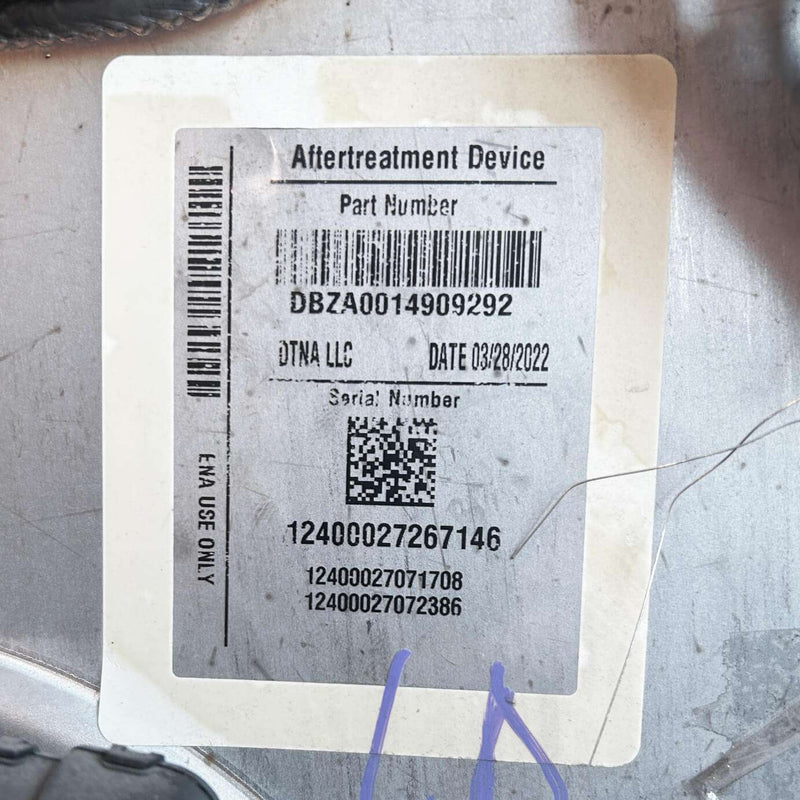 Aftertreatment Device
Part Number
DBZA0014909292
DTNA LLC DATE 03/28/2022
Serial Number
12400027267146
12400027071708
12400027072386
ENA USE ONLY